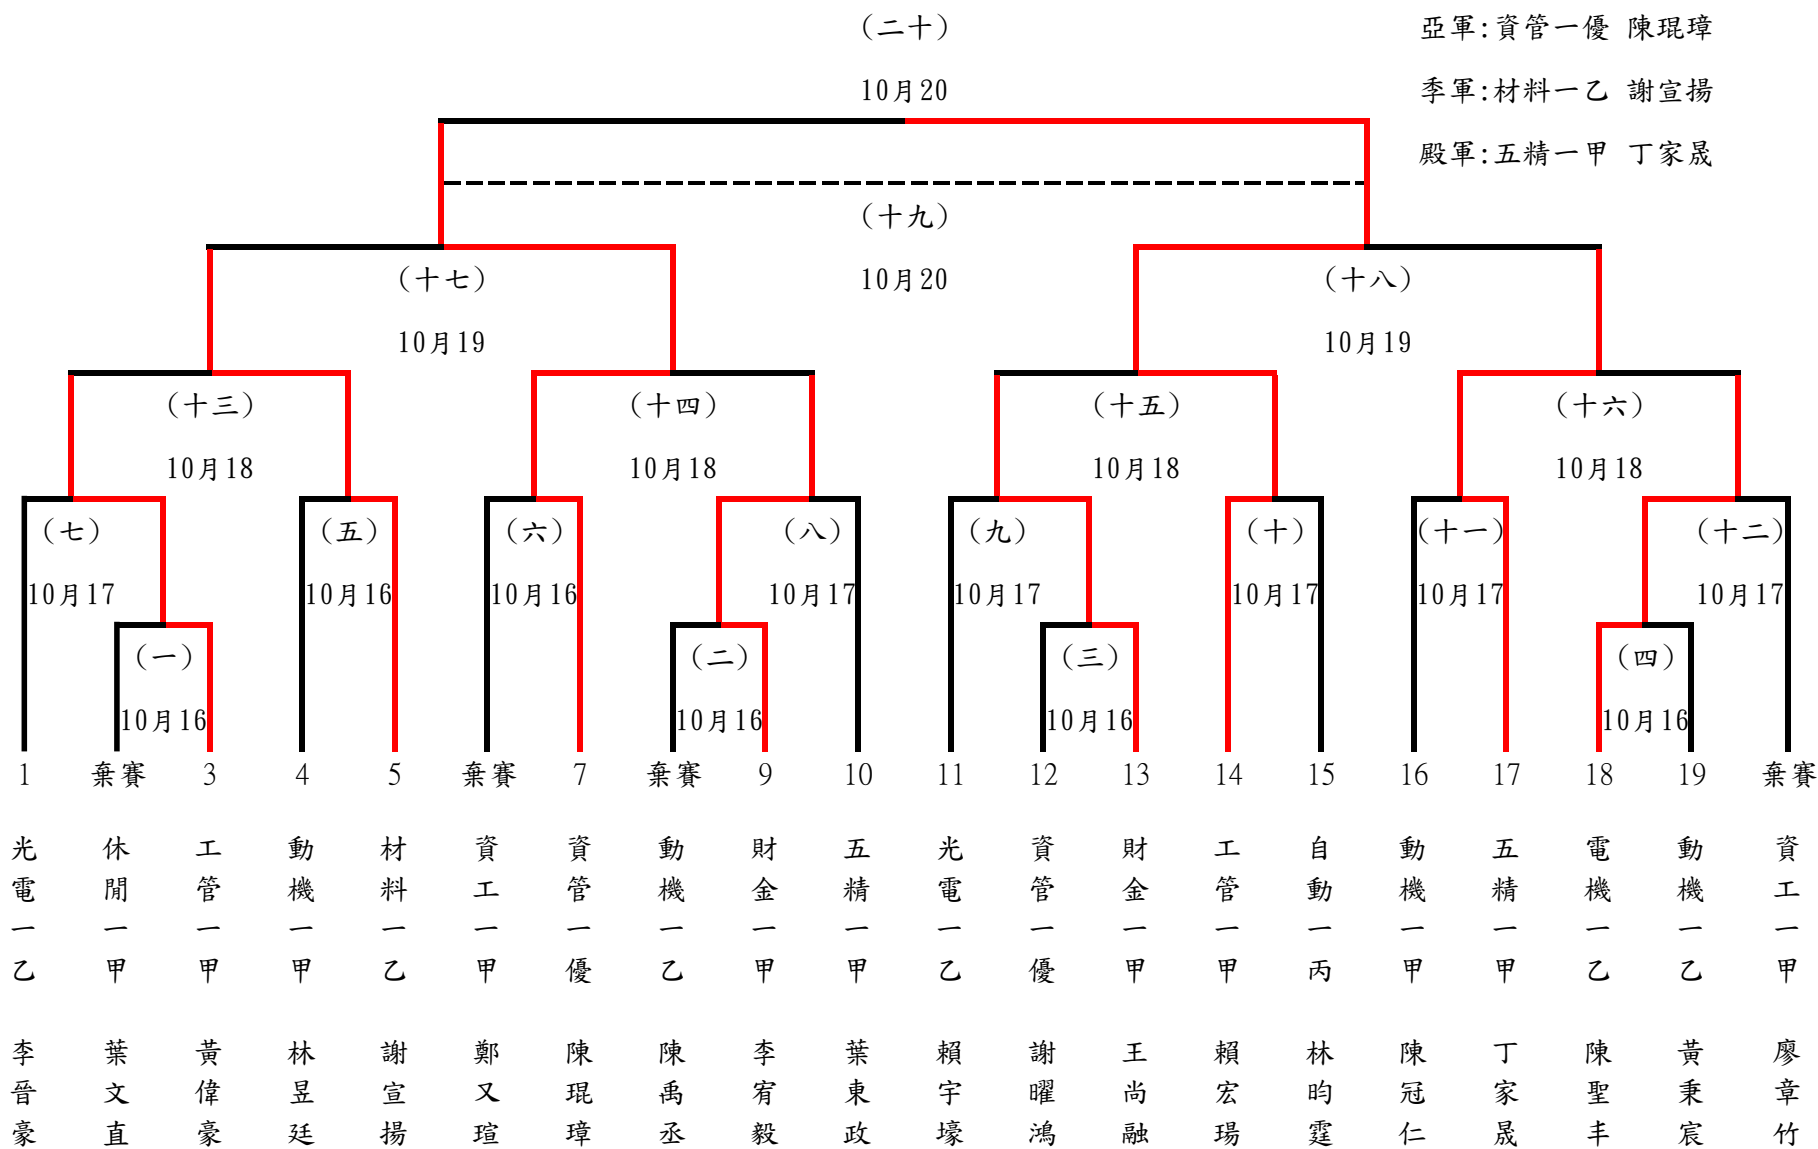 （二十）
亞軍:資管一優 陳琨璋
10月20
季軍:材料一乙 謝宣揚
殿軍:五精一甲 丁家晟
（十九）
10月20
（十七）
（十八）
10月19
10月19
（十三）
（十四）
（十五）
（十六）
10月18
10月18
10月18
10月18
（七）
（五）
（六）
（八）
（九）
（十）
（十一）
（十二）
10月17
10月16
10月16
10月17
10月17
10月17
10月17
10月17
（一）
（二）
（三）
（四）
10月16
10月16
10月16
10月16
1
棄賽
3
4
5
棄賽
7
棄賽
9
10
11
12
13
14
15
16
17
18
19
棄賽
光電一乙 李晉豪
休閒一甲 葉文直
工管一甲 黃偉豪
動機一甲 林昱廷
材料一乙 謝宣揚
資工一甲 鄭又瑄
資管一優 陳琨璋
動機一乙 陳禹丞
財金一甲 李宥毅
五精一甲 葉東政
光電一乙 賴宇壕
資管一優 謝曜鴻
財金一甲 王尚融
工管一甲 賴宏瑒
自動一丙 林昀霆
動機一甲 陳冠仁
五精一甲 丁家晟
電機一乙 陳聖丰
動機一乙 黃秉宸
資工一甲 廖章竹